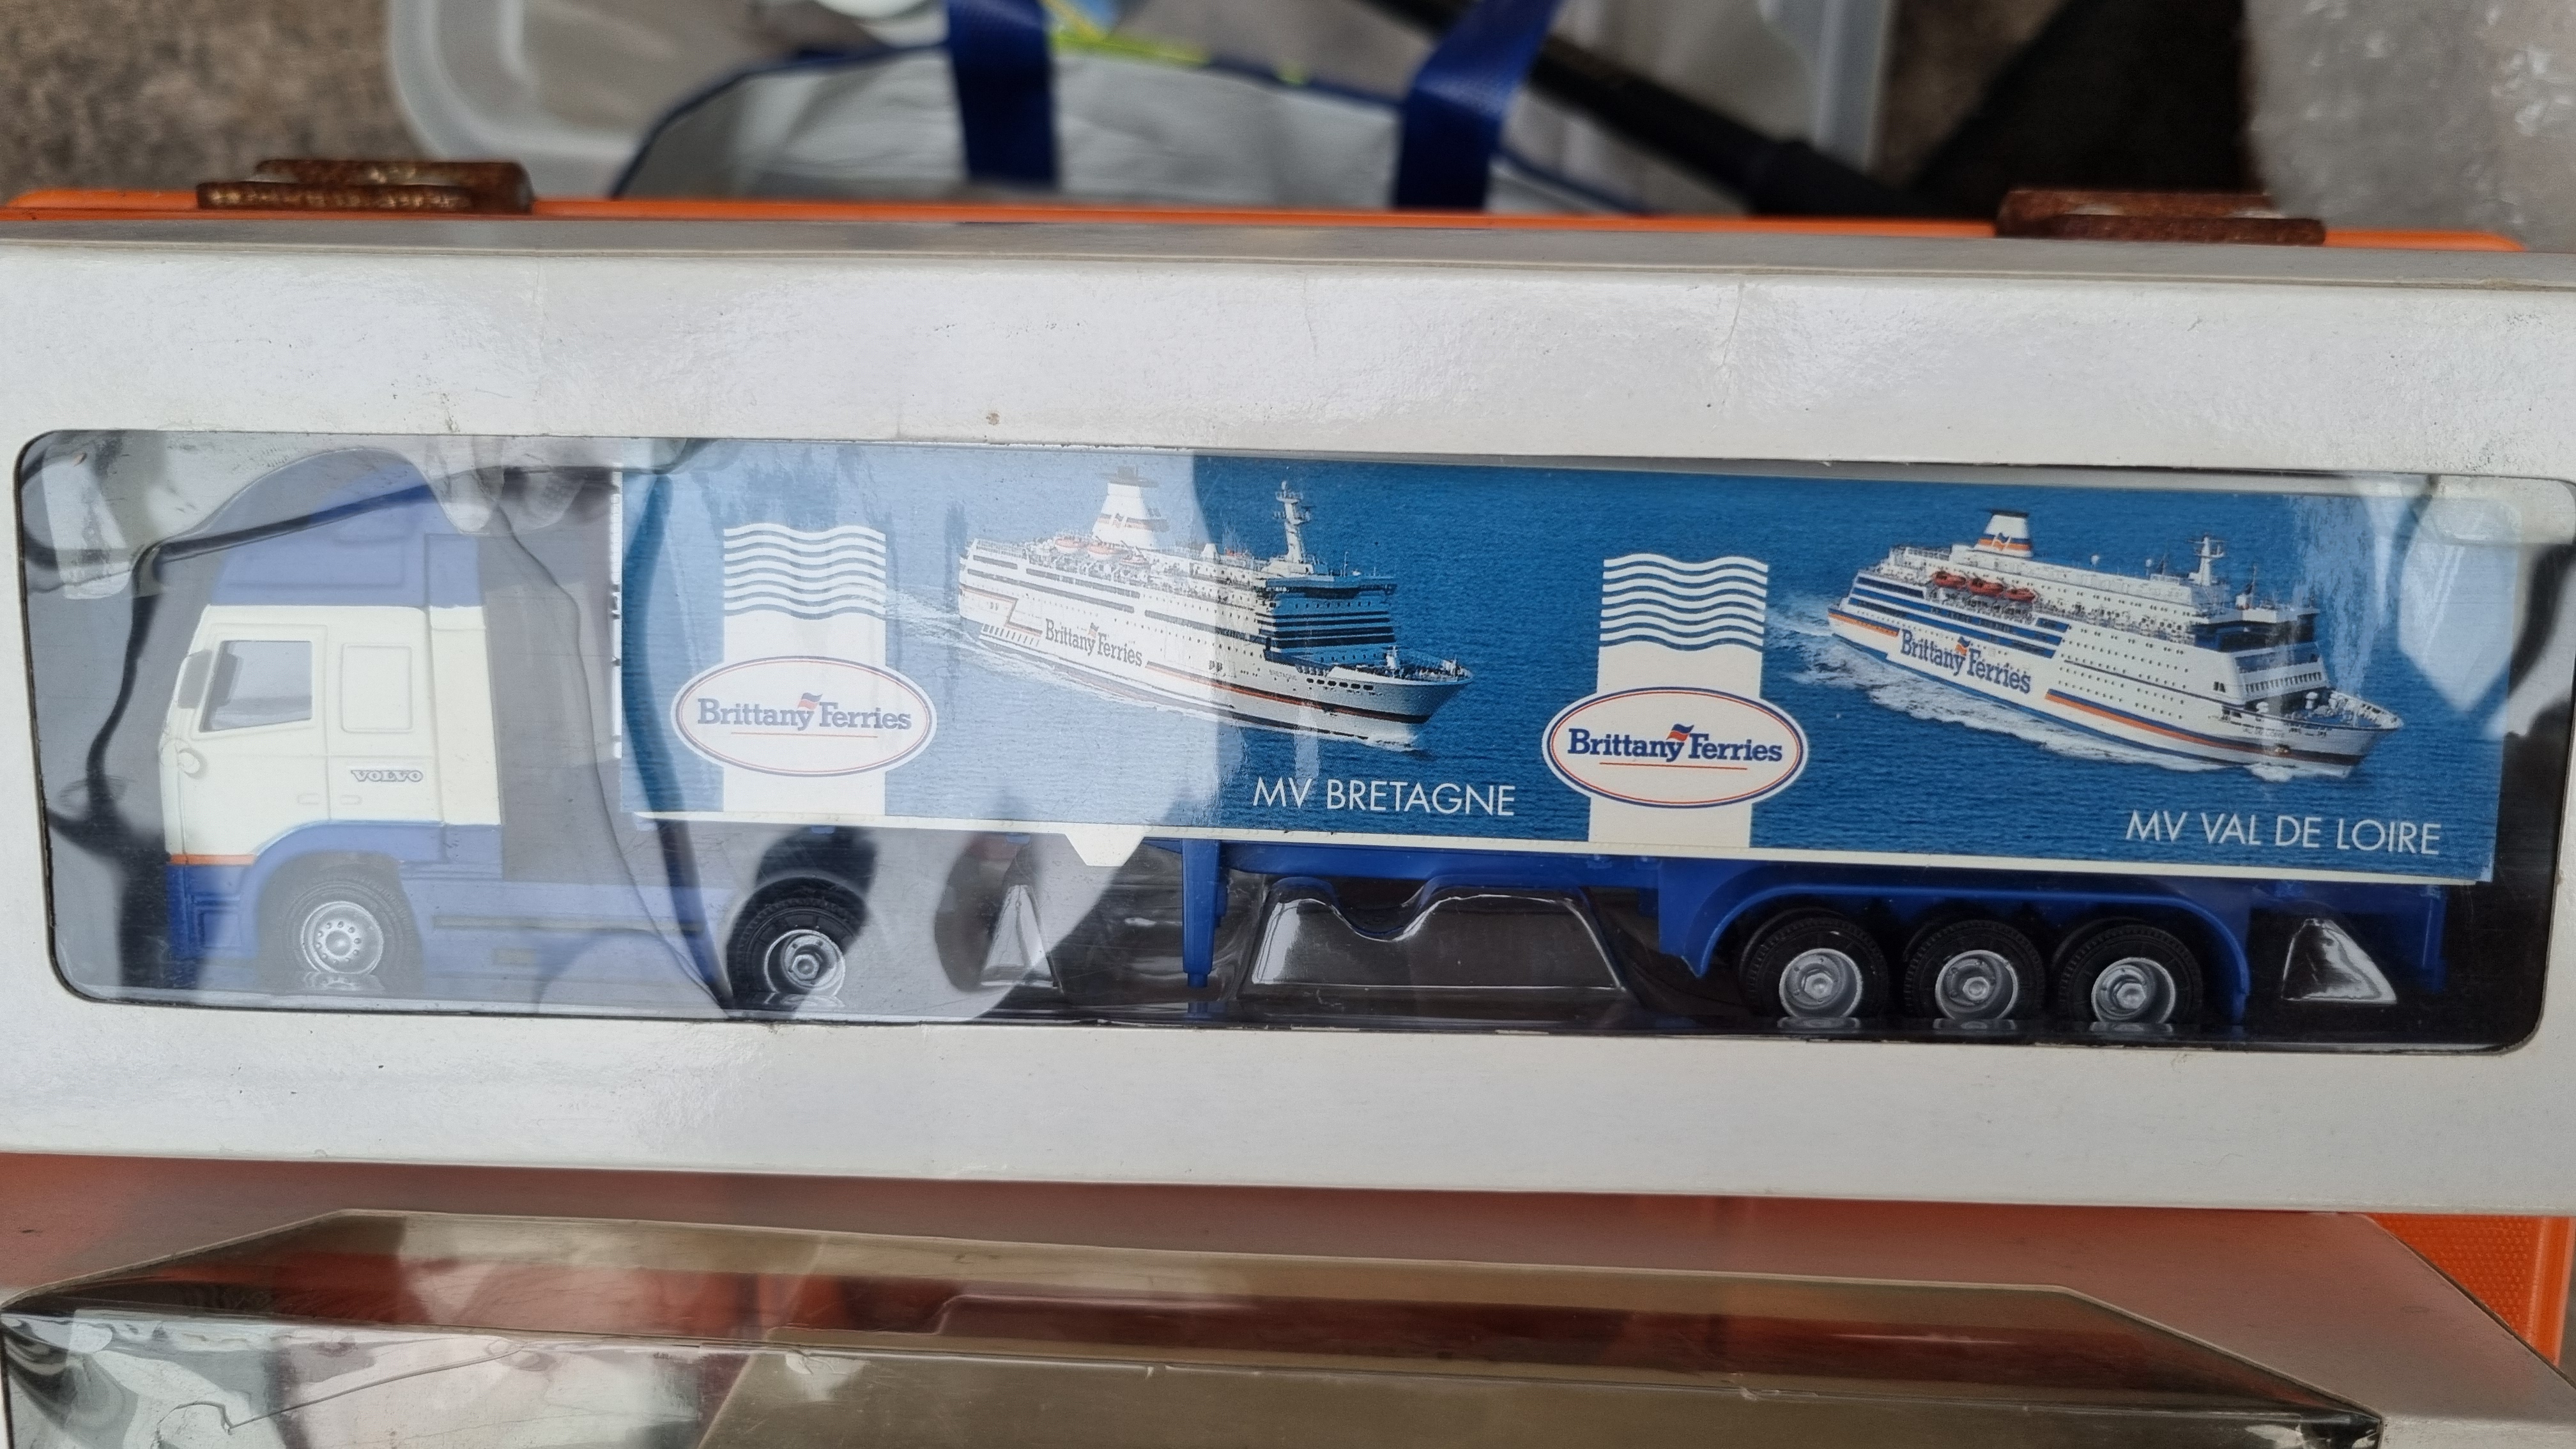 VOLVO
Brittany Ferries
Brittany Ferries
MV BRETAGNE
Brittany Ferries
Brittany Ferries
MV VAL DE LOIRE